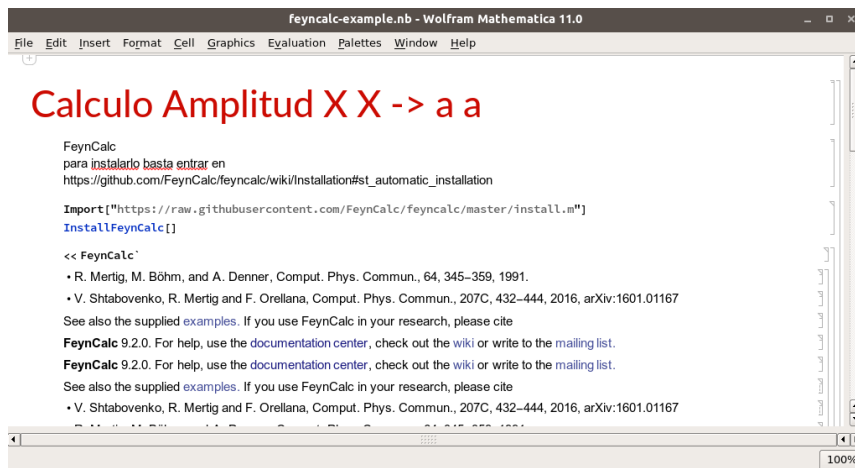 feyncalc-example.nb - Wolfram Mathematica 11.0
File Edit Insert Format Cell Graphics Evaluation Palettes Window Help
Calculo Amplitud X X -> a a
FeynCalc
para instalarlo basta entrar en
https://github.com/FeynCalc/feyncalc/wiki/Installation#st_automatic_installation
Import["https://raw.githubusercontent.com/FeynCalc/feyncalc/master/install.m"]
InstallFeynCalc[]
<< FeynCalc`
• R. Mertig, M. Böhm, and A. Denner, Comput. Phys. Commun., 64, 345–359, 1991.
• V. Shtabovenko, R. Mertig and F. Orellana, Comput. Phys. Commun., 207C, 432–444, 2016, arXiv:1601.01167
See also the supplied examples. If you use FeynCalc in your research, please cite
FeynCalc 9.2.0. For help, use the documentation center, check out the wiki or write to the mailing list.
FeynCalc 9.2.0. For help, use the documentation center, check out the wiki or write to the mailing list.
See also the supplied examples. If you use FeynCalc in your research, please cite
• V. Shtabovenko, R. Mertig and F. Orellana, Comput. Phys. Commun., 207C, 432–444, 2016, arXiv:1601.01167
100%